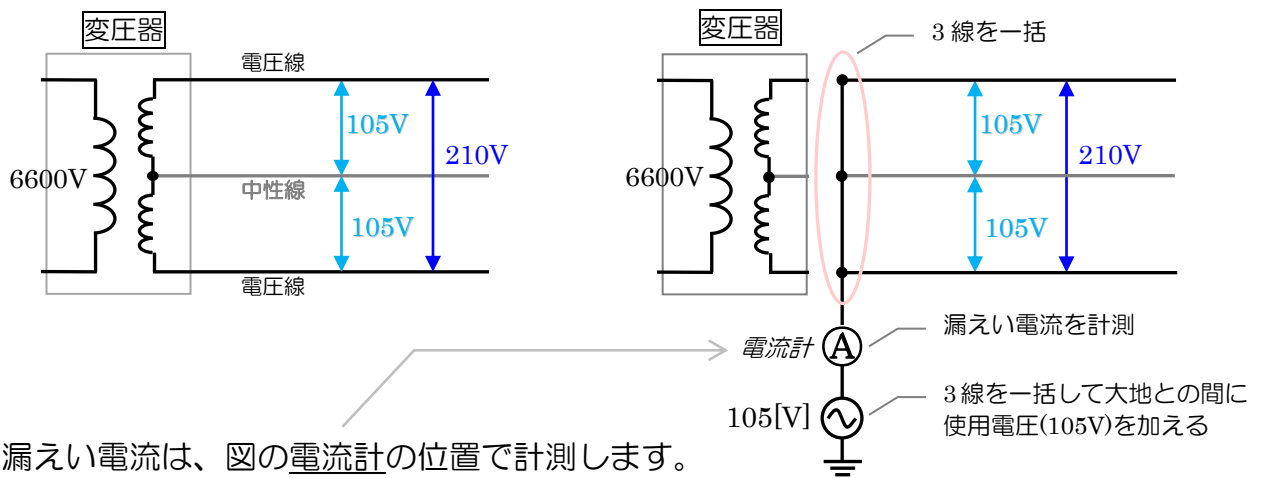 変圧器
電圧線
105V
210V
6600V
中性線
105V
電圧線
変圧器
3線を一括
105V
210V
6600V
105V
漏えい電流を計測
電流計
A
3線を一括して大地との間に
使用電圧(105V)を加える
105[V]
漏えい電流は、図の電流計の位置で計測します。